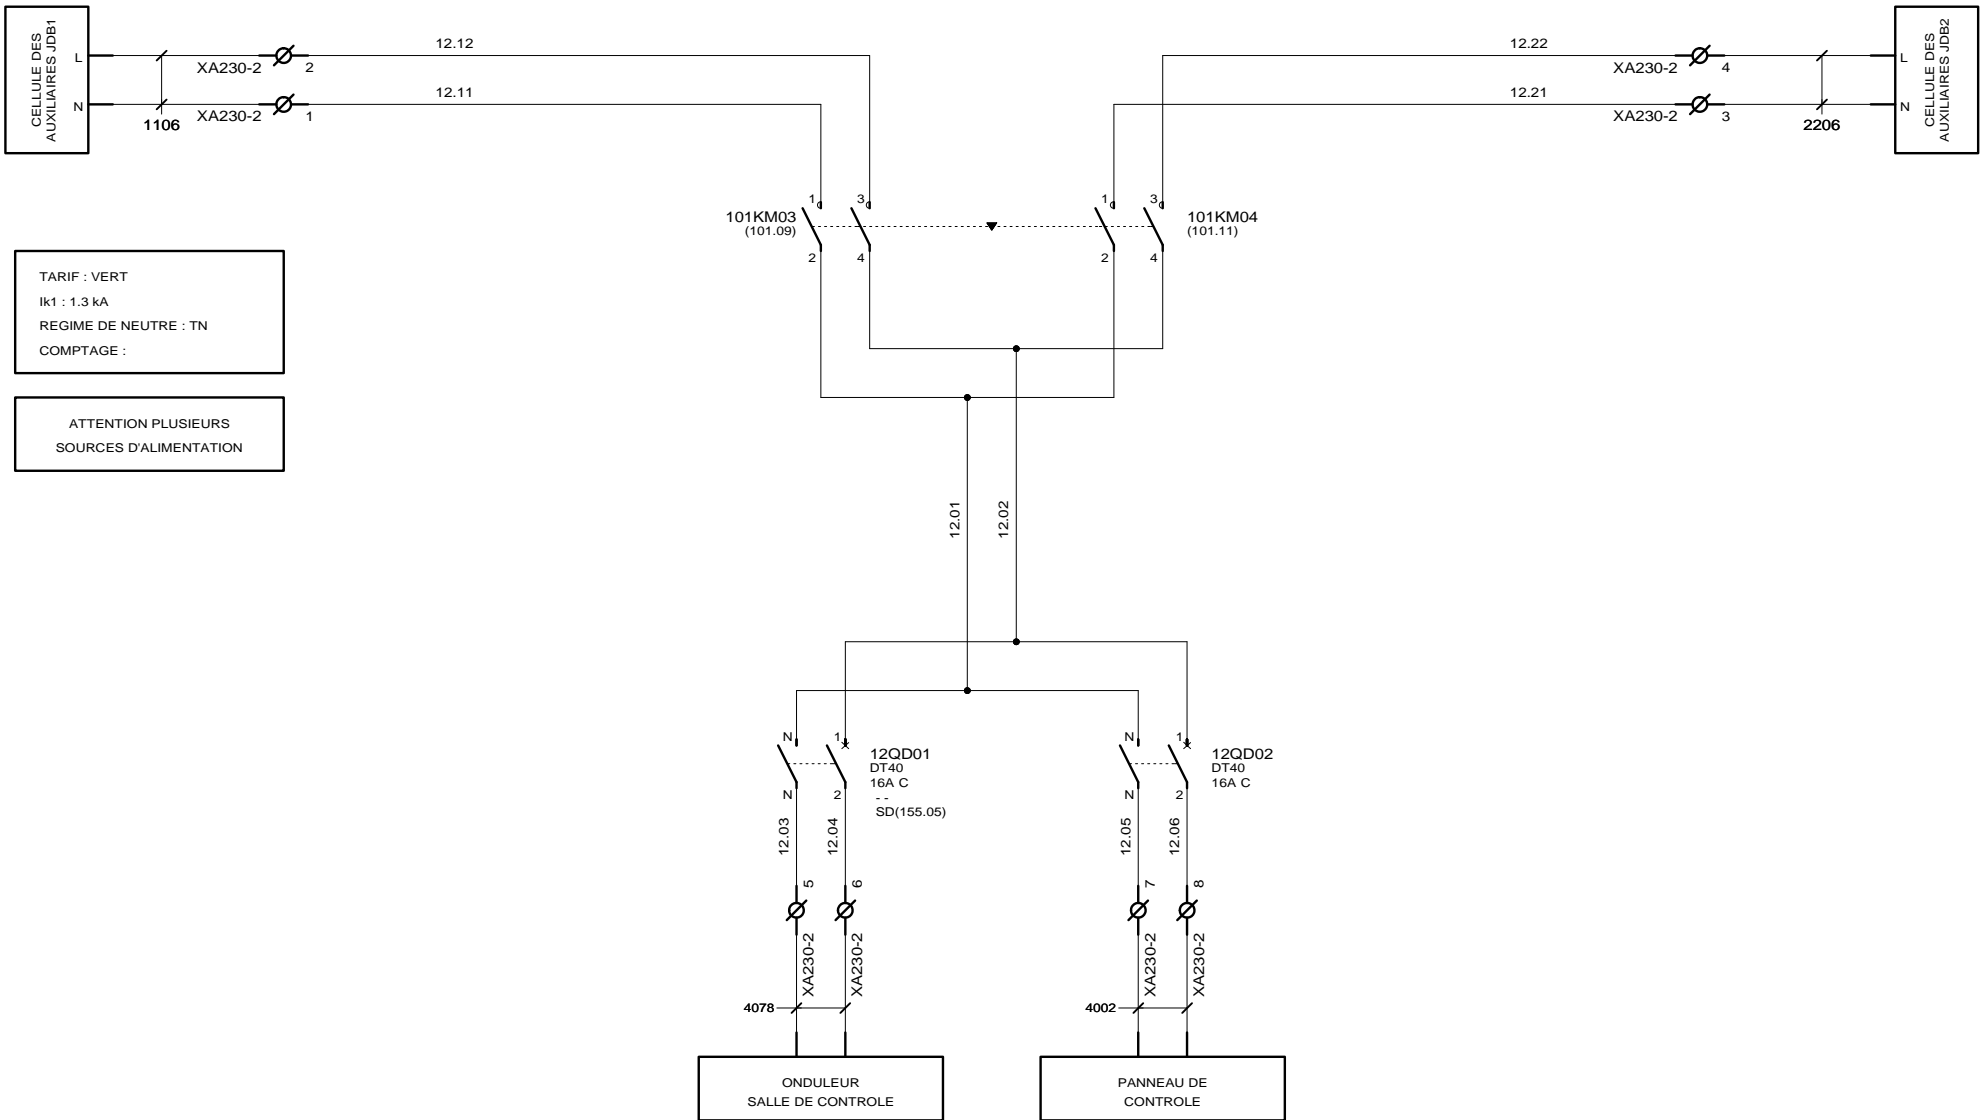 CELLULE DES
AUXILIAIRES JDB1
L
N
1106
XA230-2
2
XA230-2
1
12.12
12.11
12.22
12.21
XA230-2
4
XA230-2
3
2206
L
N
CELLULE DES
AUXILIAIRES JDB2
101KM03
(101.09)
1
3
2
4
1
3
2
4
101KM04
(101.11)
TARIF : VERT
Ik1 : 1.3 kA
REGIME DE NEUTRE : TN
COMPTAGE :
ATTENTION PLUSIEURS
SOURCES D'ALIMENTATION
12.01
12.02
N
1
N
2
12QD01
DT40
16A C
- -
SD(155.05)
N
1
N
2
12QD02
DT40
16A C
12.03
12.04
12.05
12.06
5
6
7
8
XA230-2
XA230-2
XA230-2
XA230-2
4078
4002
ONDULEUR
SALLE DE CONTROLE
PANNEAU DE
CONTROLE